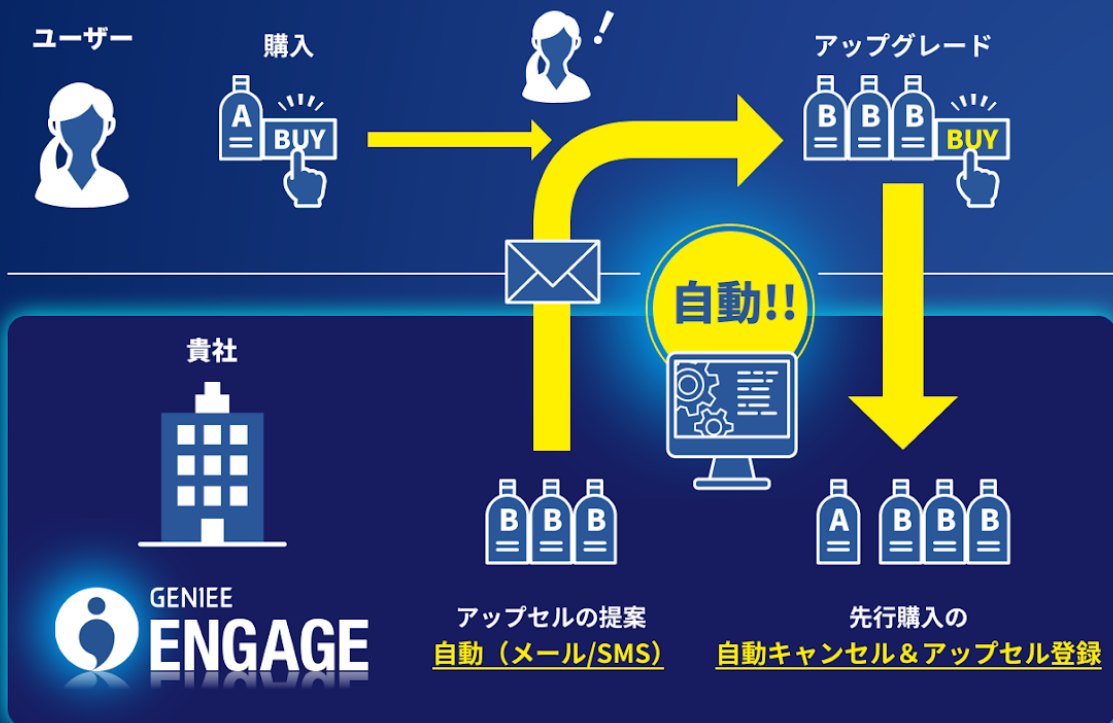 ユーザー
購入
!
アップグレード
A
BUY
B B B
BUY
自動!!
貴社
B B B
A B B B
GENIEE
ENGAGE
アップセルの提案
自動（メール/SMS）
先行購入の
自動キャンセル＆アップセル登録